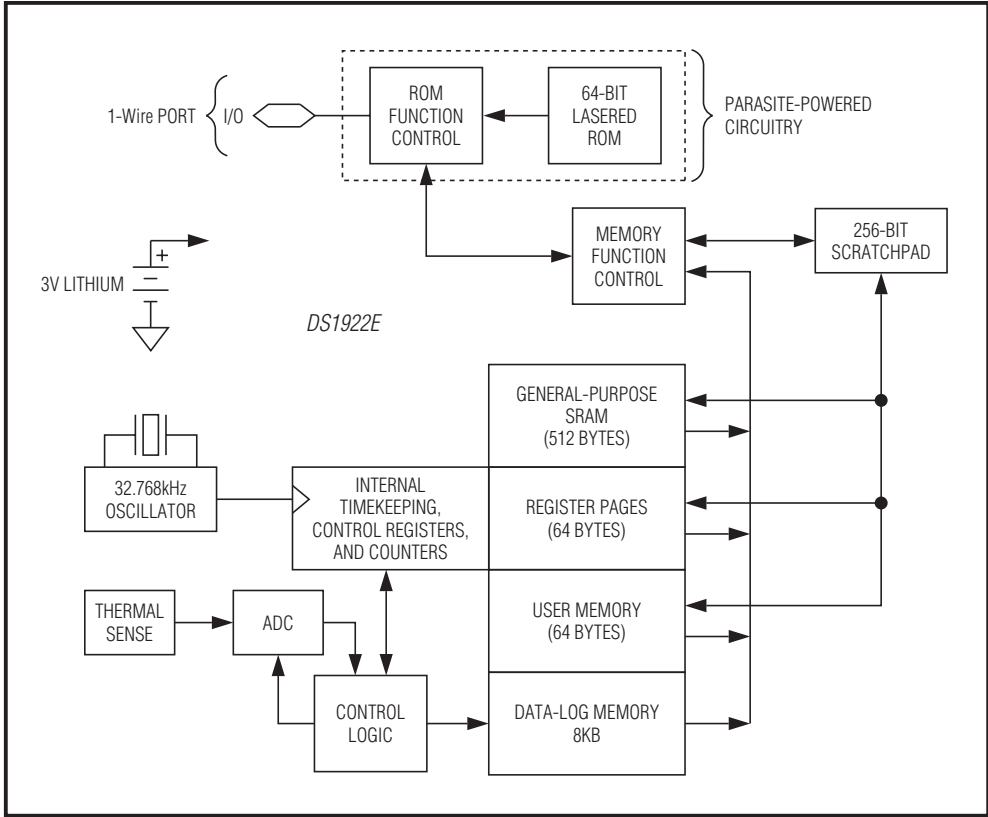 1-Wire PORT
I/O
ROM
FUNCTION
CONTROL
64-BIT
LASERED
ROM
PARASITE-POWERED
CIRCUITRY
MEMORY
FUNCTION
CONTROL
256-BIT
SCRATCHPAD
+
3V LITHIUM
DS1922E
GENERAL-PURPOSE
SRAM
(512 BYTES)
32.768kHz
OSCILLATOR
INTERNAL
TIMEKEEPING,
CONTROL REGISTERS,
AND COUNTERS
REGISTER PAGES
(64 BYTES)
THERMAL
SENSE
ADC
USER MEMORY
(64 BYTES)
CONTROL
LOGIC
DATA-LOG MEMORY
8KB